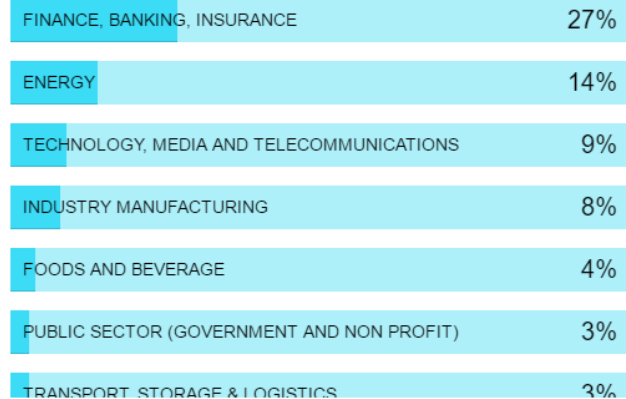 FINANCE, BANKING, INSURANCE 27%
ENERGY 14%
TECHNOLOGY, MEDIA AND TELECOMMUNICATIONS 9%
INDUSTRY MANUFACTURING 8%
FOODS AND BEVERAGE 4%
PUBLIC SECTOR (GOVERNMENT AND NON PROFIT) 3%
TRANSPORT, STORAGE & LOGISTICS 3%